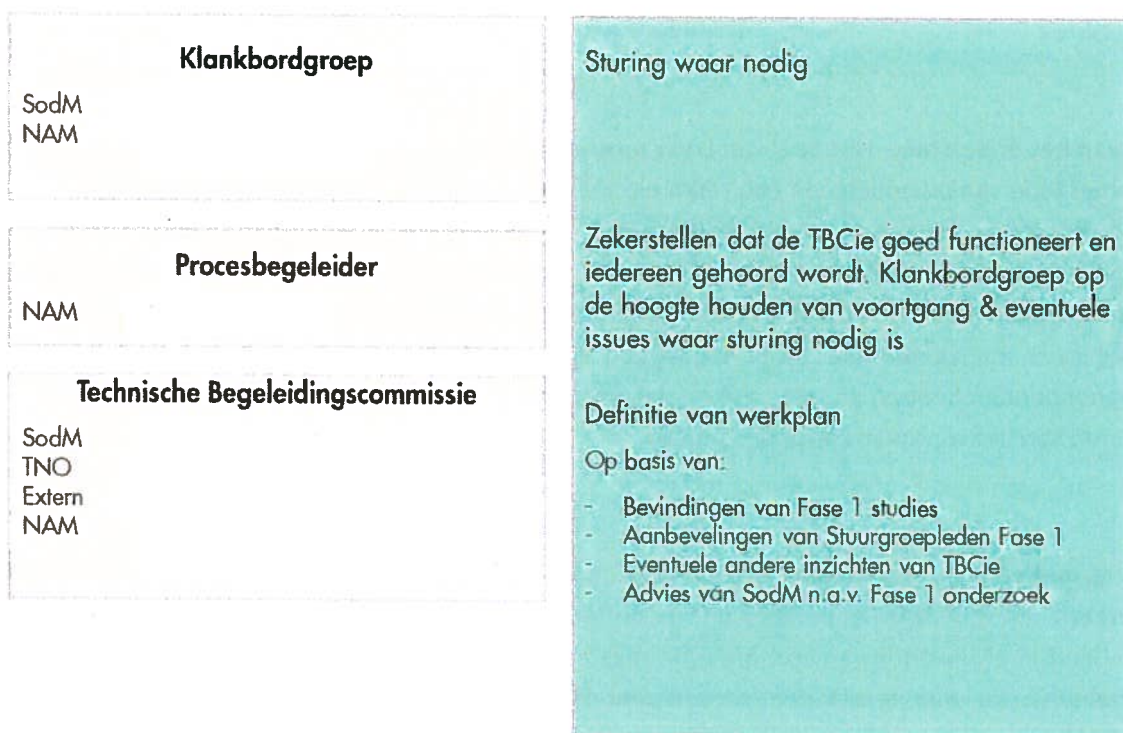 Klankbordgroep
SodM
NAM
Sturing waar nodig
Procesbegeleider
NAM
Zekerstellen dat de TBCie goed functioneert en
iedereen gehoord wordt. Klankbordgroep op
de hoogte houden van voortgang & eventuele
issues waar sturing nodig is
Technische Begeleidingscommissie
SodM
TNO
Extern
NAM
Definitie van werkplan
Op basis van:
- Bevindingen van Fase 1 studies
- Aanbevelingen van Stuurgroepleden Fase 1
- Eventuele andere inzichten van TBCie
- Advies van SodM n.a.v. Fase 1 onderzoek